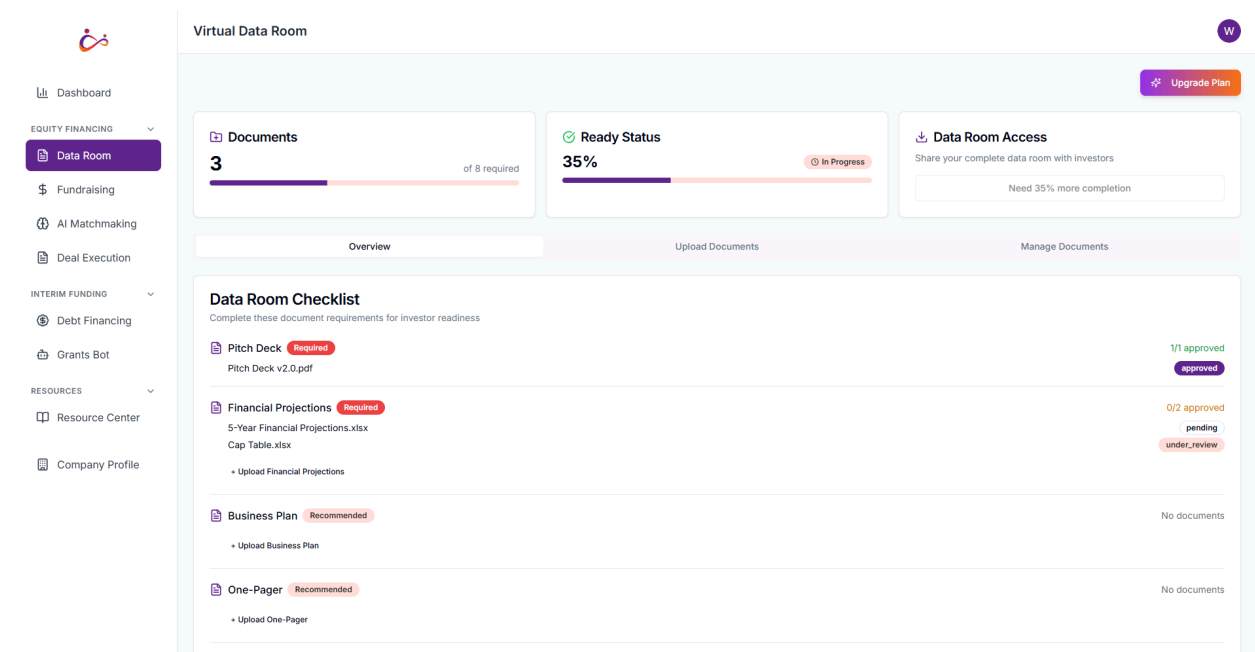 Virtual Data Room
W
Dashboard
EQUITY FINANCING
Data Room
Fundraising
AI Matchmaking
Deal Execution
INTERIM FUNDING
Debt Financing
Grants Bot
RESOURCES
Resource Center
Company Profile
Upgrade Plan
Documents
3
of 8 required
Ready Status
35%
In Progress
Data Room Access
Share your complete data room with investors
Need 35% more completion
Overview
Upload Documents
Manage Documents
Data Room Checklist
Complete these document requirements for investor readiness
Pitch Deck Required
1/1 approved
Pitch Deck v2.0.pdf
approved
Financial Projections Required
0/2 approved
5-Year Financial Projections.xlsx
pending
Cap Table.xlsx
under_review
+ Upload Financial Projections
Business Plan Recommended
No documents
+ Upload Business Plan
One-Pager Recommended
No documents
+ Upload One-Pager